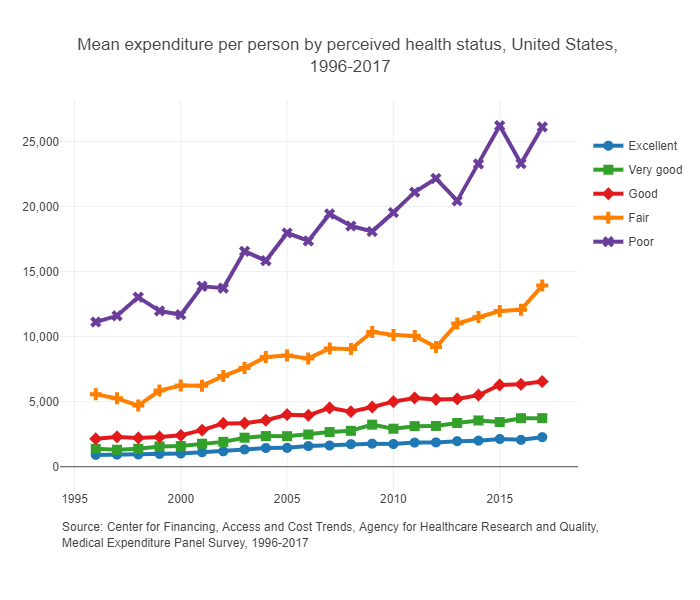 Mean expenditure per person by perceived health status, United States,
1996-2017
25,000
20,000
15,000
10,000
5,000
0
1995
2000
2005
2010
2015
Excellent
Very good
Good
Fair
Poor
Source: Center for Financing, Access and Cost Trends, Agency for Healthcare Research and Quality,
Medical Expenditure Panel Survey, 1996-2017